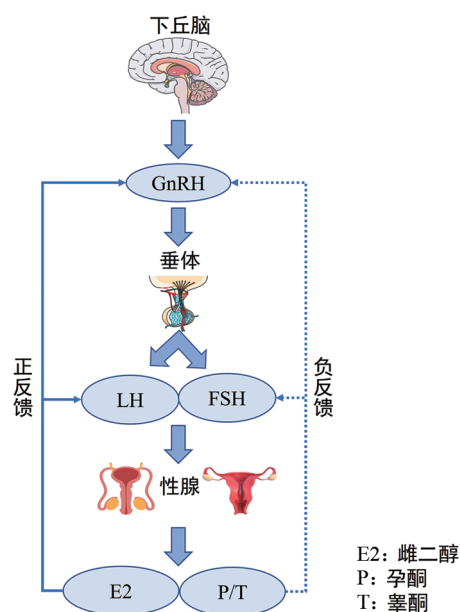 下丘脑
GnRH
垂体
正反馈
负反馈
LH
FSH
性腺
E2
P/T
E2：雌二醇
P：孕酮
T：睾酮